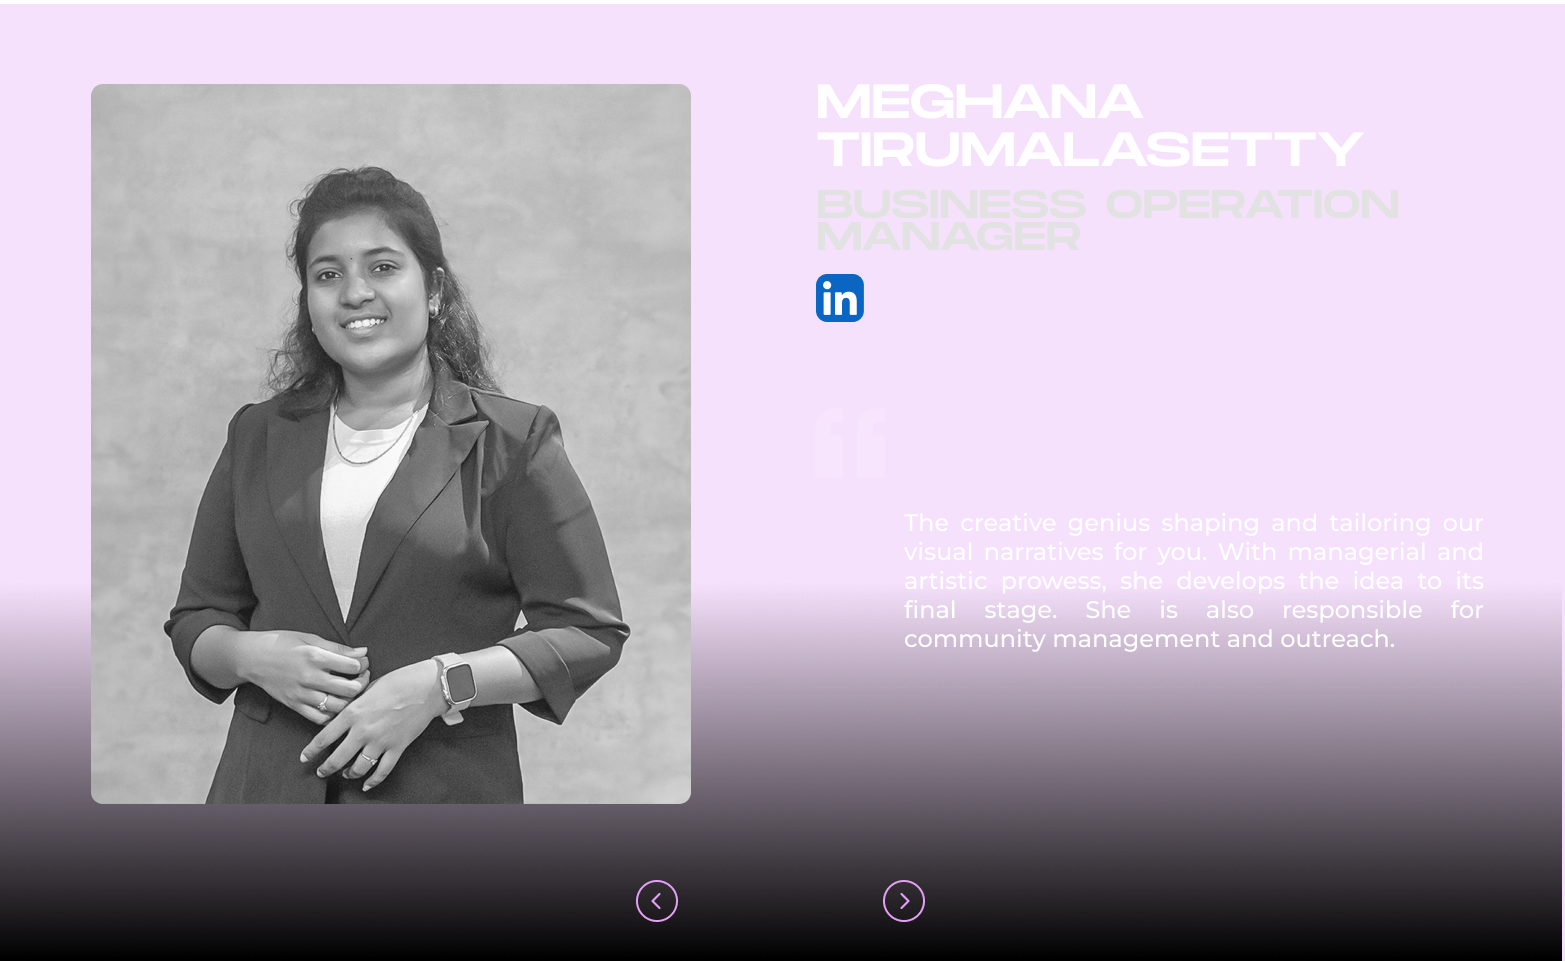 MEGHANA
TIRUMALASETTY
BUSINESS OPERATION
MANAGER
in
“
The creative genius shaping and tailoring our
visual narratives for you. With managerial and
artistic prowess, she develops the idea to its
final stage. She is also responsible for
community management and outreach.